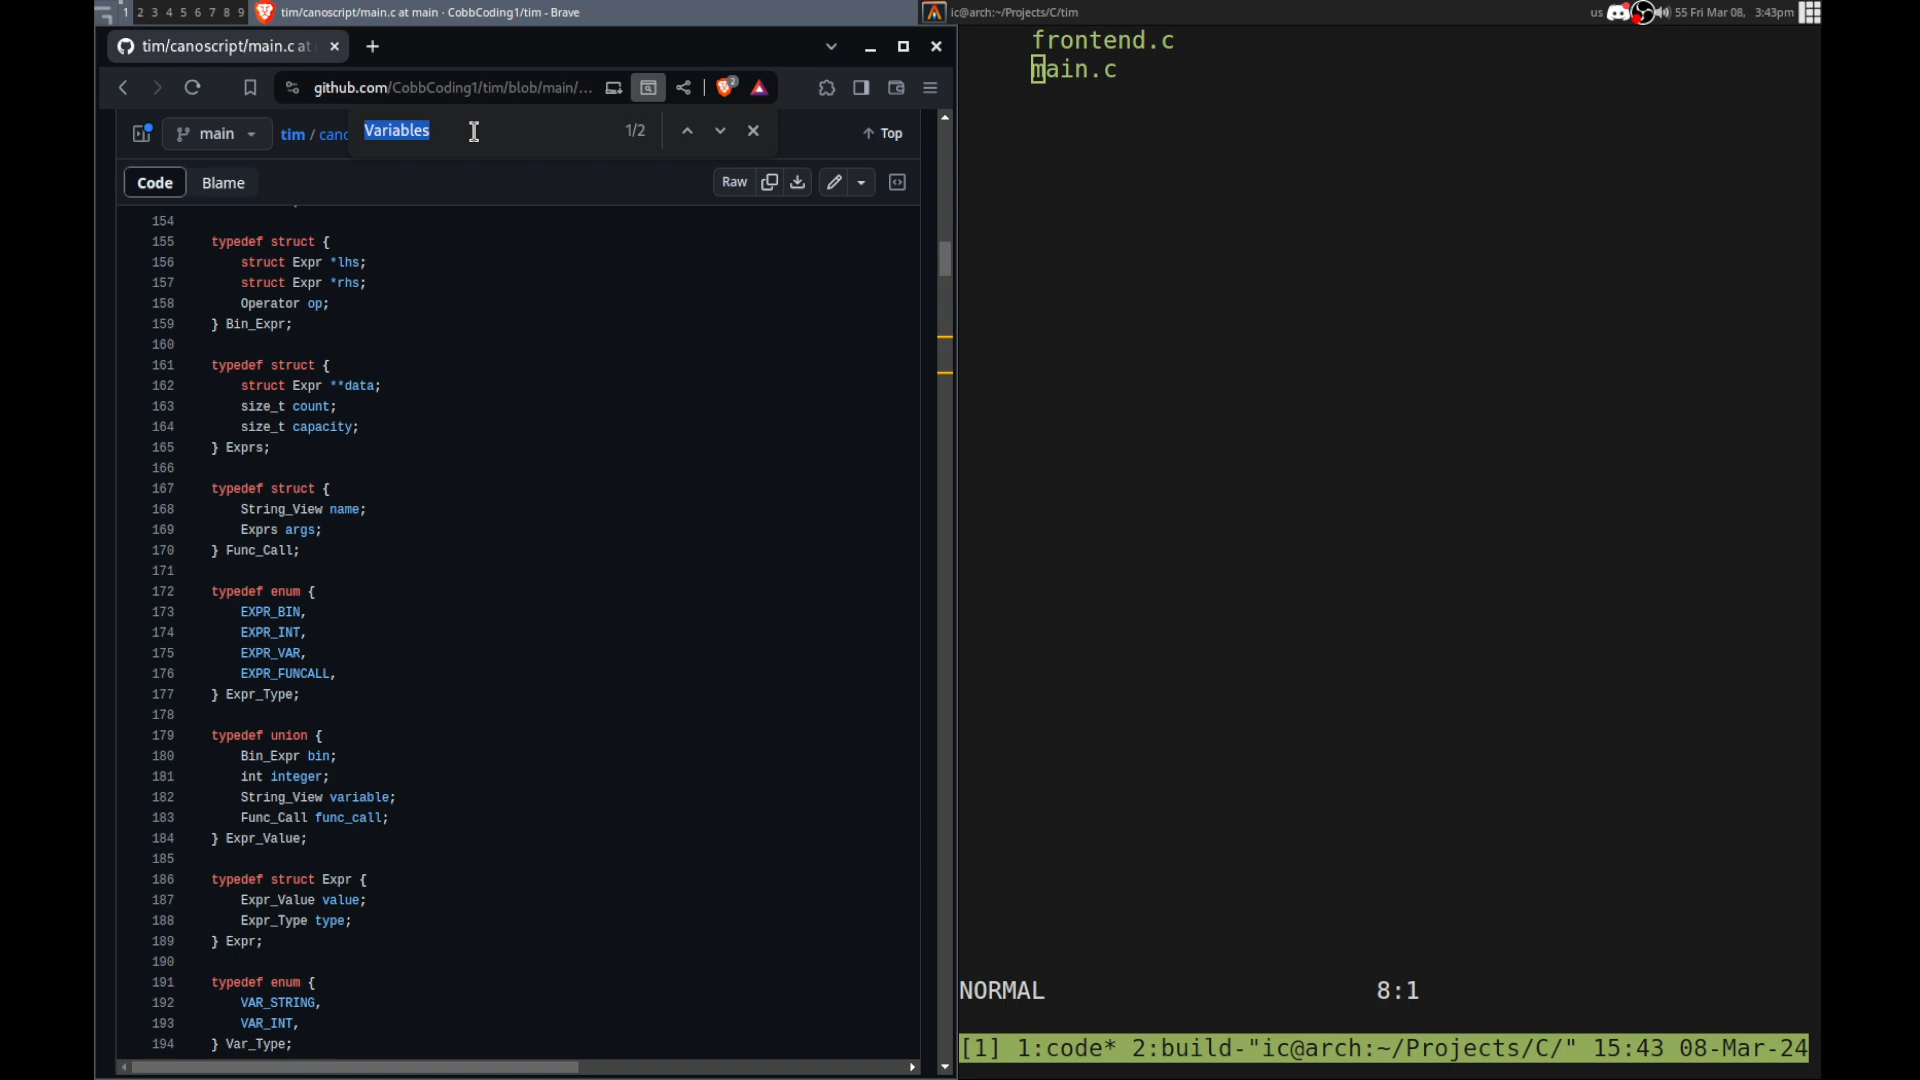 1 2 3 4 5 6 7 8 9 tim/canoscript/main.c at main · CobbCoding1/tim - Brave
ic@arch:~/Projects/C/tim
us 55 Fri Mar 08, 3:43pm
tim/canoscript/main.c at
github.com/CobbCoding1/tim/blob/main/...
2
main
tim / cano
Variables
1/2
Top
Code
Blame
Raw
154
155 typedef struct {
156 struct Expr *lhs;
157 struct Expr *rhs;
158 Operator op;
159 } Bin_Expr;
160
161 typedef struct {
162 struct Expr **data;
163 size_t count;
164 size_t capacity;
165 } Exprs;
166
167 typedef struct {
168 String_View name;
169 Exprs args;
170 } Func_Call;
171
172 typedef enum {
173 EXPR_BIN,
174 EXPR_INT,
175 EXPR_VAR,
176 EXPR_FUNCALL,
177 } Expr_Type;
178
179 typedef union {
180 Bin_Expr bin;
181 int integer;
182 String_View variable;
183 Func_Call func_call;
184 } Expr_Value;
185
186 typedef struct Expr {
187 Expr_Value value;
188 Expr_Type type;
189 } Expr;
190
191 typedef enum {
192 VAR_STRING,
193 VAR_INT,
194 } Var_Type;
frontend.c
main.c
NORMAL 8:1
[1] 1:code* 2:build-"ic@arch:~/Projects/C/" 15:43 08-Mar-24